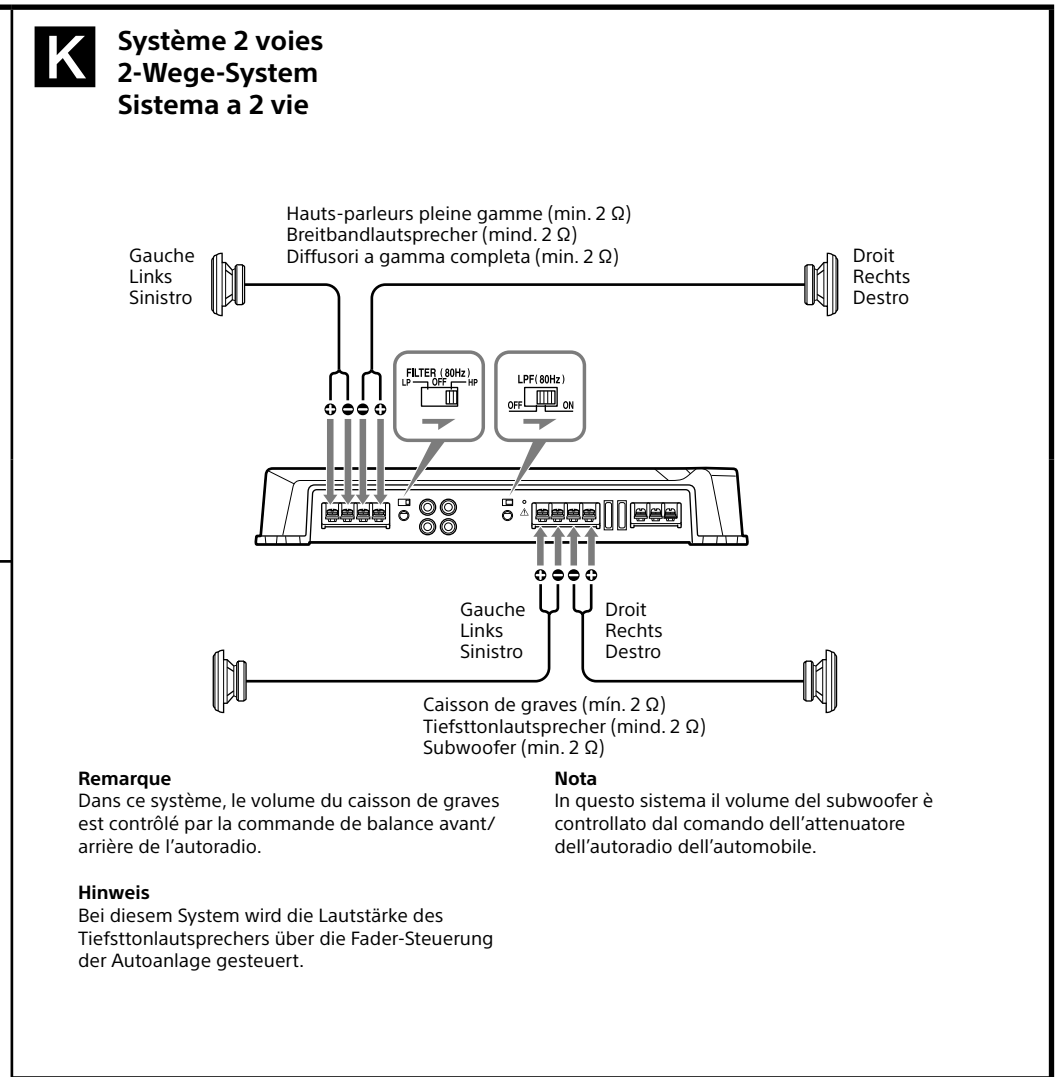 K
Système 2 voies
2-Wege-System
Sistema a 2 vie
Hauts-parleurs pleine gamme (min. 2 Ω)
Breitbandlautsprecher (mind. 2 Ω)
Diffusori a gamma completa (min. 2 Ω)
Gauche
Links
Sinistro
Droit
Rechts
Destro
FILTER (80Hz)
LP OFF HP
LPF(80Hz)
OFF ON
Gauche
Links
Sinistro
Droit
Rechts
Destro
Caisson de graves (mín. 2 Ω)
Tiefsttonlautsprecher (mind. 2 Ω)
Subwoofer (min. 2 Ω)
Remarque
Dans ce système, le volume du caisson de graves
est contrôlé par la commande de balance avant/
arrière de l’autoradio.
Hinweis
Bei diesem System wird die Lautstärke des
Tiefsttonlautsprechers über die Fader-Steuerung
der Autoanlage gesteuert.
Nota
In questo sistema il volume del subwoofer è
controllato dal comando dell’attenuatore
dell’autoradio dell’automobile.